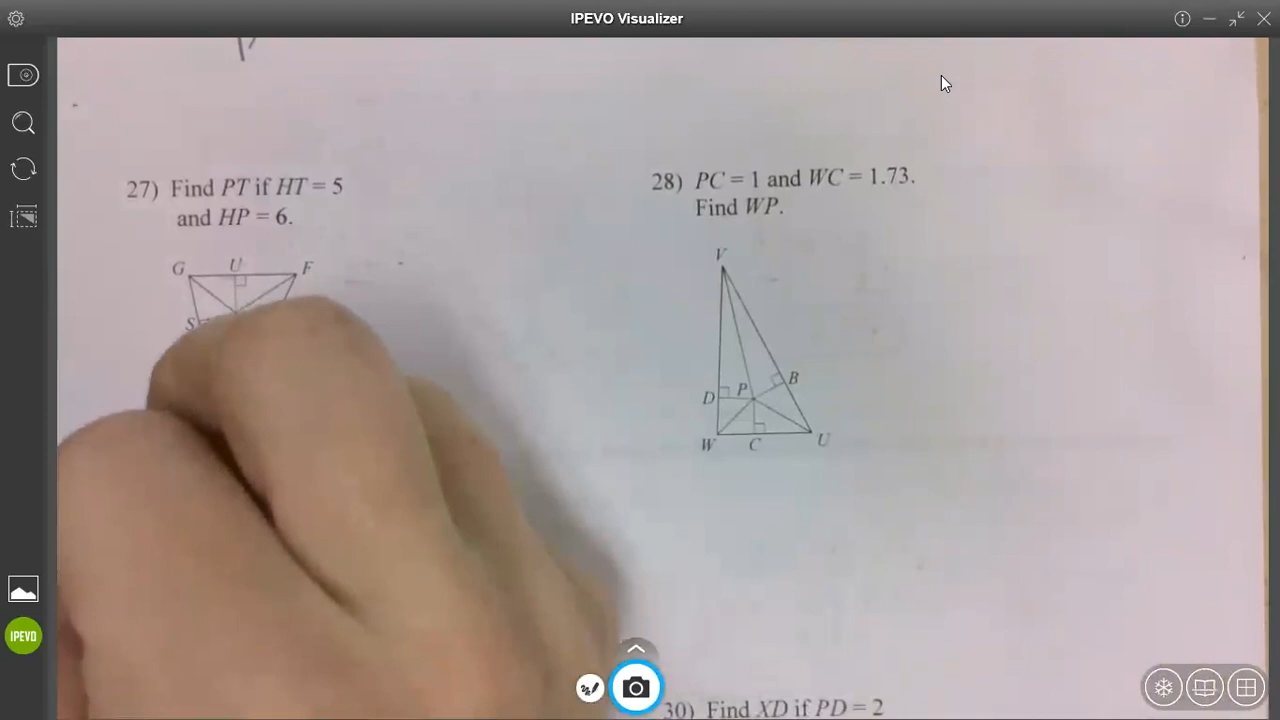 IPEVO Visualizer
27) Find PT if HT = 5
and HP = 6.
G U F
S
28) PC = 1 and WC = 1.73.
Find WP.
V
D P B
W C U
IPEVO
30) Find XD if PD = 2